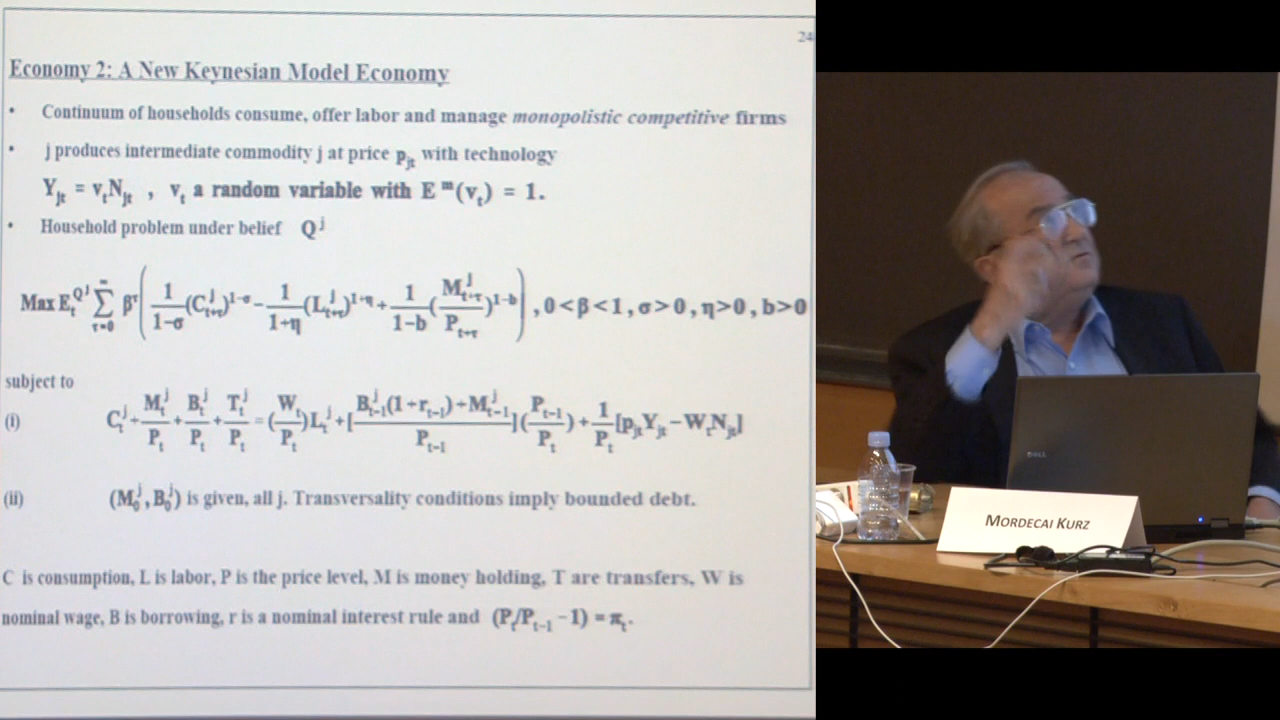 24
Economy 2: A New Keynesian Model Economy
• Continuum of households consume, offer labor and manage monopolistic competitive firms
• j produces intermediate commodity j at price p_jt with technology
Y_jt = v_t N_jt , v_t a random variable with E^m(v_t) = 1.
• Household problem under belief Q^j
Max E_t^{Q^j} ∑_{τ=0}^{∞} β^τ ( 1/(1-σ) (C^j_{t+τ})^{1-σ} - 1/(1+η) (L^j_{t+τ})^{1+η} + 1/(1-b) (M^j_{t+τ}/P_{t+τ})^{1-b} ) , 0<β<1, σ>0, η>0, b>0
subject to
(i) C^j_t + M^j_t/P_t + B^j_t/P_t + T^j_t/P_t = (W_t/P_t)L^j_t + [(B^j_{t-1}(1+r_{t-1})+M^j_{t-1})/P_{t-1}](P_{t-1}/P_t) + 1/P_t [p_jt Y_jt - W_t N_jt]
(ii) (M^j_0, B^j_0) is given, all j. Transversality conditions imply bounded debt.
C is consumption, L is labor, P is the price level, M is money holding, T are transfers, W is
nominal wage, B is borrowing, r is a nominal interest rule and (P_t/P_{t-1} - 1) = π_t.
DELL
MORDECAI KURZ